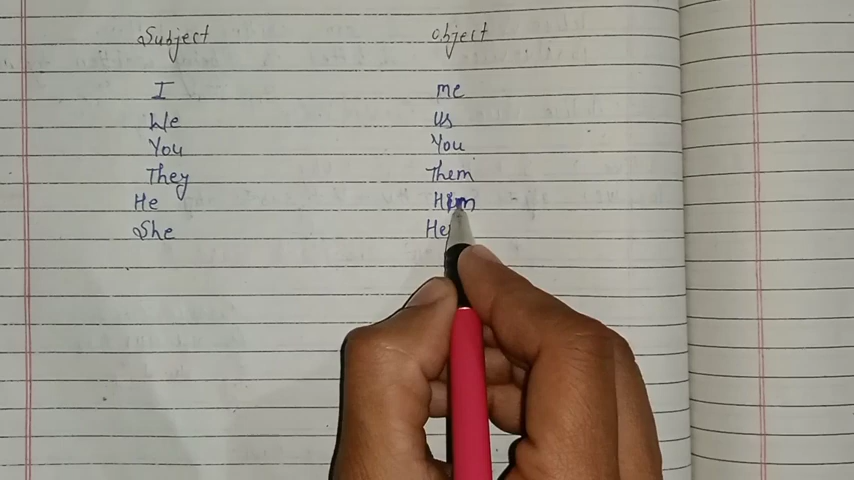 Subject Object
I me
We Us
You You
They Them
He Him
She